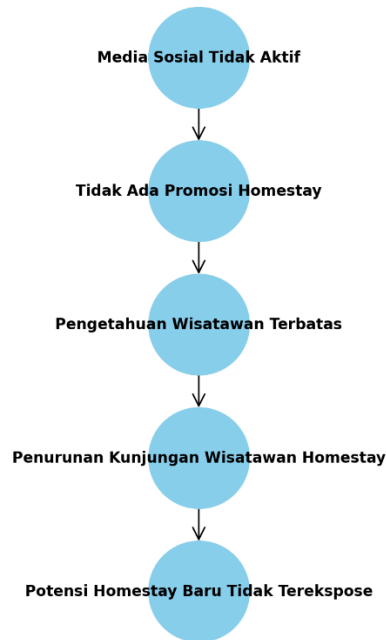 Media Sosial Tidak Aktif
Tidak Ada Promosi Homestay
Pengetahuan Wisatawan Terbatas
Penurunan Kunjungan Wisatawan Homestay
Potensi Homestay Baru Tidak Terekspose